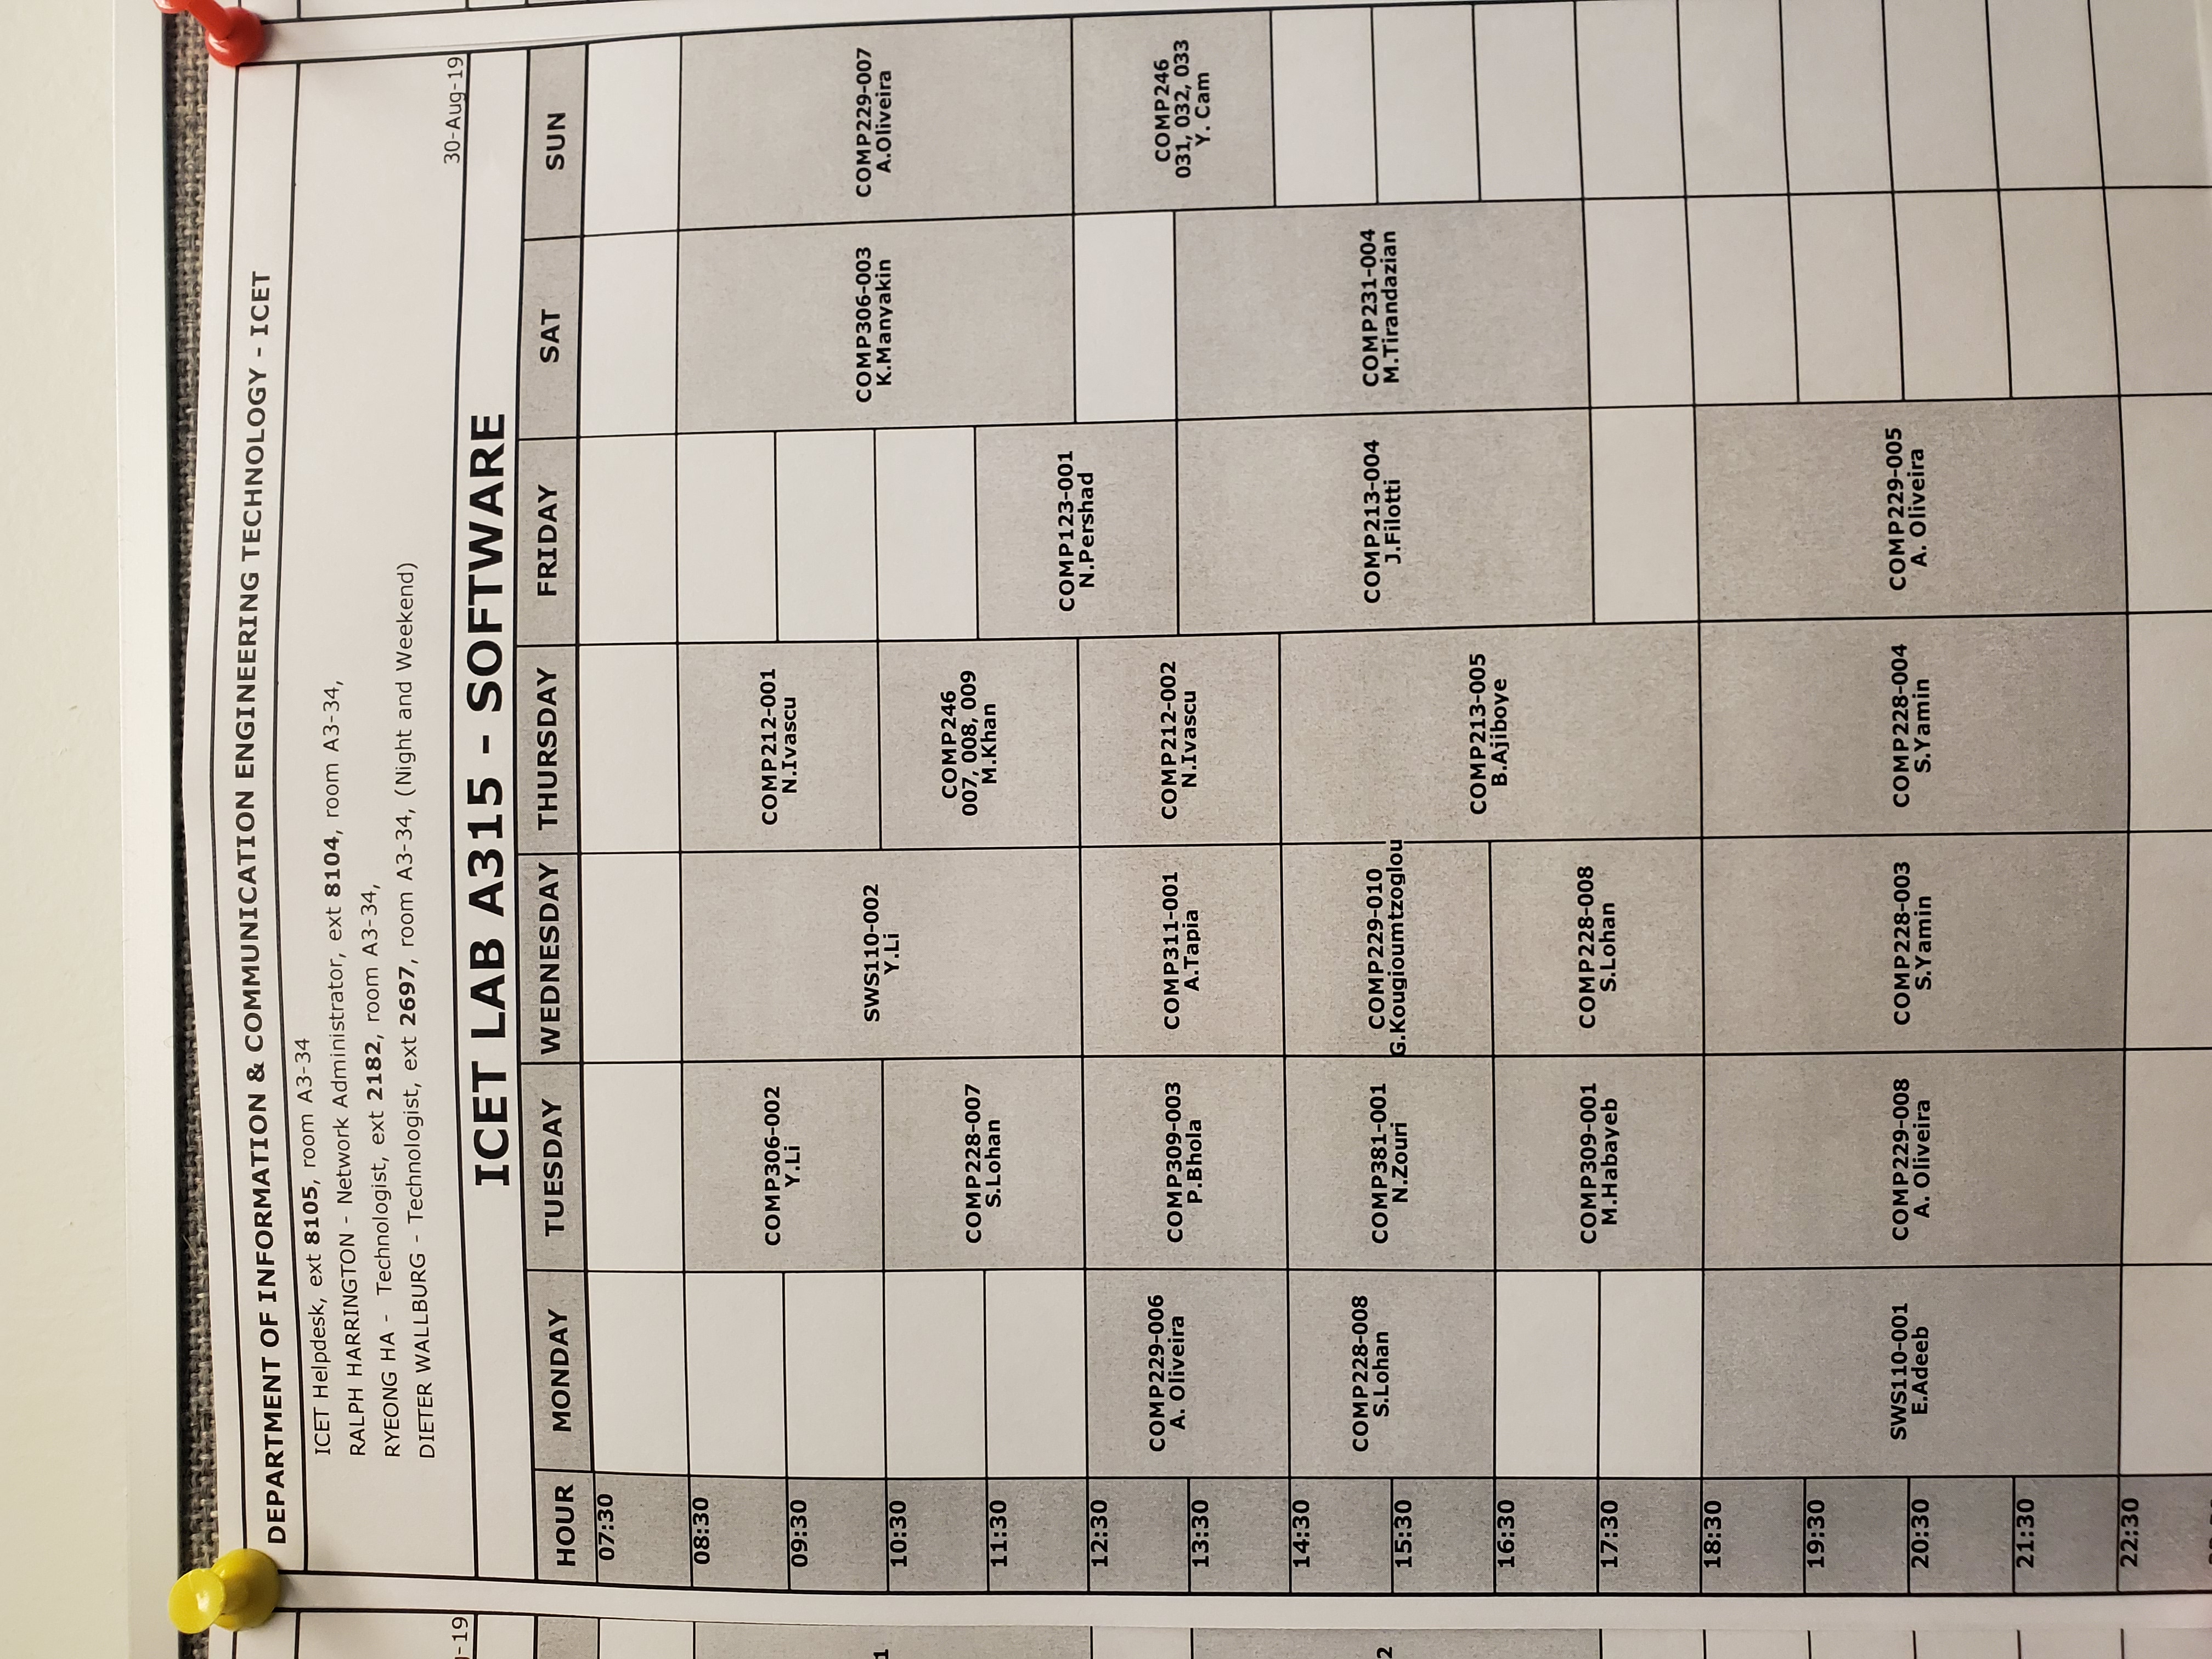 DEPARTMENT OF INFORMATION & COMMUNICATION ENGINEERING TECHNOLOGY - ICET
ICET Helpdesk, ext 8105, room A3-34
RALPH HARRINGTON - Network Administrator, ext 8104, room A3-34,
RYEONG HA - Technologist, ext 2182, room A3-34,
DIETER WALLBURG - Technologist, ext 2697, room A3-34, (Night and Weekend)
-19
30-Aug-19
ICET LAB A315 - SOFTWARE
HOUR MONDAY TUESDAY WEDNESDAY THURSDAY FRIDAY SAT SUN
07:30
08:30
COMP306-002
Y.Li
COMP212-001
N.Ivascu
09:30
SWS110-002
Y.Li
COMP306-003
K.Manyakin
COMP229-007
A.Oliveira
1
10:30
COMP228-007
S.Lohan
COMP246
007, 008, 009
M.Khan
11:30
COMP123-001
N.Pershad
12:30
COMP229-006
A. Oliveira
COMP309-003
P.Bhola
COMP311-001
A.Tapia
COMP212-002
N.Ivascu
COMP246
031, 032, 033
Y. Cam
13:30
14:30
COMP228-008
S.Lohan
COMP381-001
N.Zouri
COMP229-010
G.Kougioumtzoglou
COMP213-004
J.Filotti
COMP231-004
M.Tirandazian
2
15:30
COMP213-005
B.Ajiboye
16:30
COMP309-001
M.Habayeb
COMP228-008
S.Lohan
17:30
18:30
19:30
SWS110-001
E.Adeeb
COMP229-008
A. Oliveira
COMP228-003
S.Yamin
COMP228-004
S.Yamin
COMP229-005
A. Oliveira
20:30
21:30
22:30